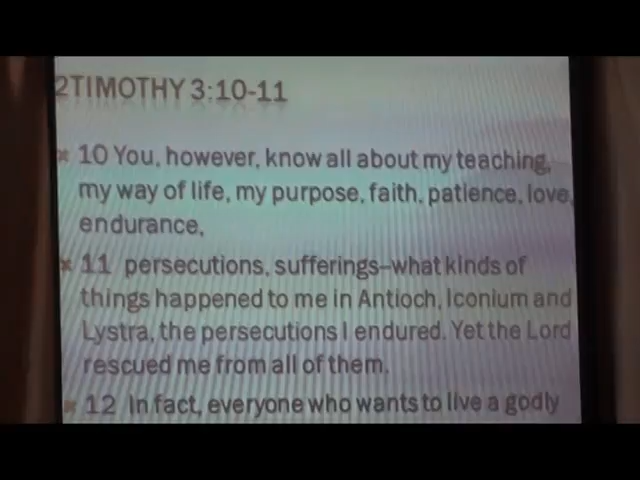 2TIMOTHY 3:10-11
10 You, however, know all about my teaching,
my way of life, my purpose, faith, patience, love,
endurance,
11 persecutions, sufferings–what kinds of
things happened to me in Antioch, Iconium and
Lystra, the persecutions I endured. Yet the Lord
rescued me from all of them.
12 In fact, everyone who wants to live a godly